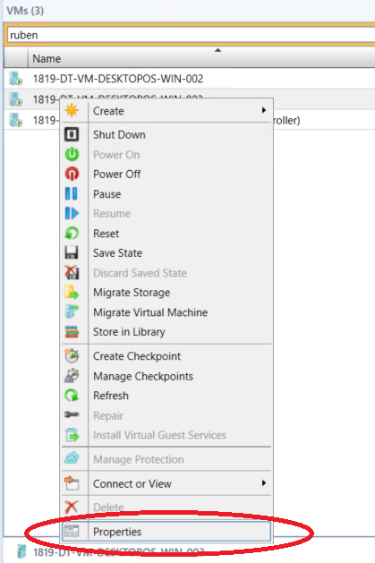 VMs (3)
ruben
Name
1819-DT-VM-DESKTOPOS-WIN-002
1819-DT-VM-DESKTOPOS-WIN-003
1819- roller)
Create
Shut Down
Power On
Power Off
Pause
Resume
Reset
Save State
Discard Saved State
Migrate Storage
Migrate Virtual Machine
Store in Library
Create Checkpoint
Manage Checkpoints
Refresh
Repair
Install Virtual Guest Services
Manage Protection
Connect or View
Delete
Properties
1819-DT-VM-DESKTOPOS-WIN-003